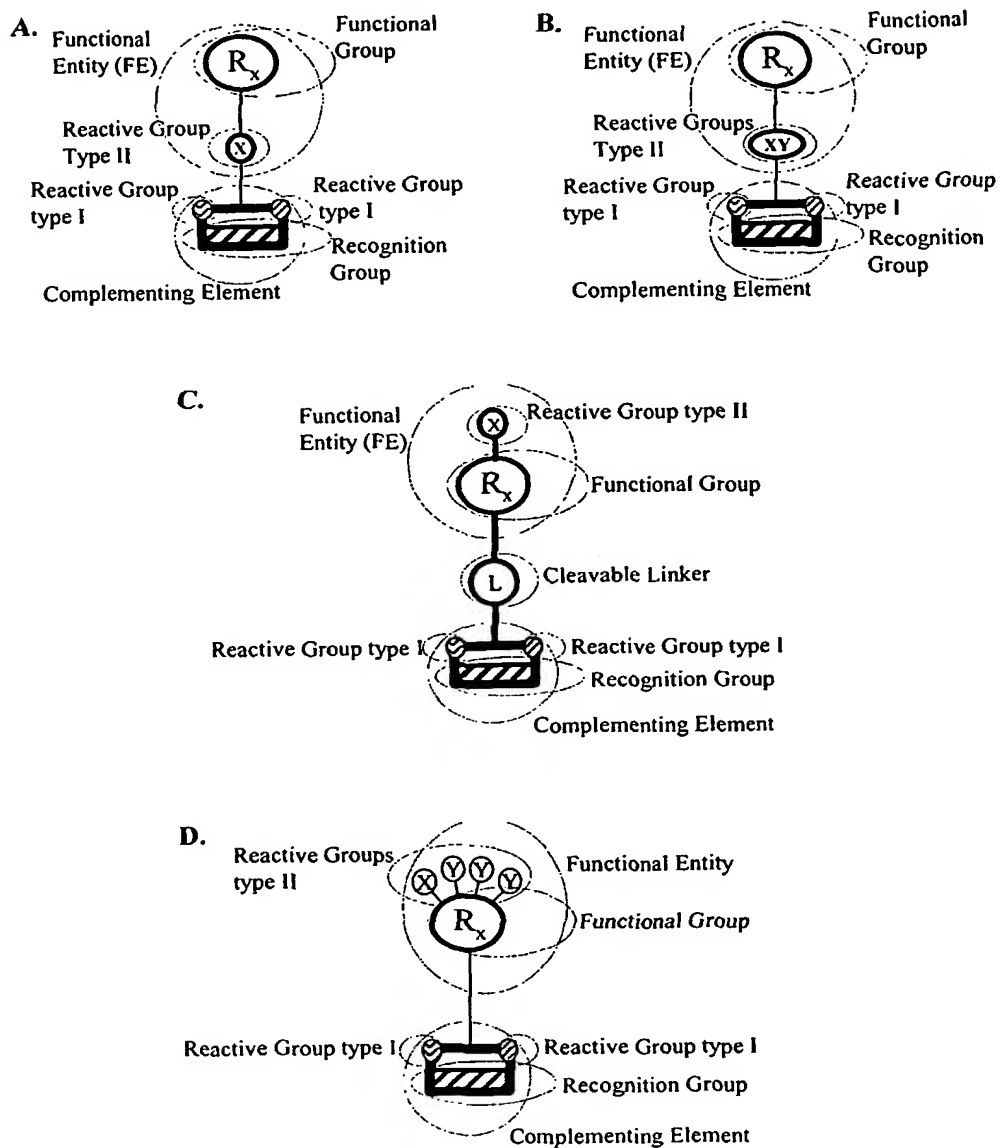 A.
Functional
Entity (FE)
Functional
Group
Rx
Reactive Group
Type II
X
Reactive Group
type I
Reactive Group
type I
Recognition
Group
Complementing Element
B.
Functional
Entity (FE)
Functional
Group
Rx
Reactive Groups
Type II
XY
Reactive Group
type I
Reactive Group
type I
Recognition
Group
Complementing Element
C.
Functional
Entity (FE)
X
Reactive Group type II
Rx
Functional Group
L
Cleavable Linker
Reactive Group type I
Reactive Group type I
Recognition Group
Complementing Element
D.
Reactive Groups
type II
X Y Y Y
Functional Entity
Rx
Functional Group
Reactive Group type I
Reactive Group type I
Recognition Group
Complementing Element